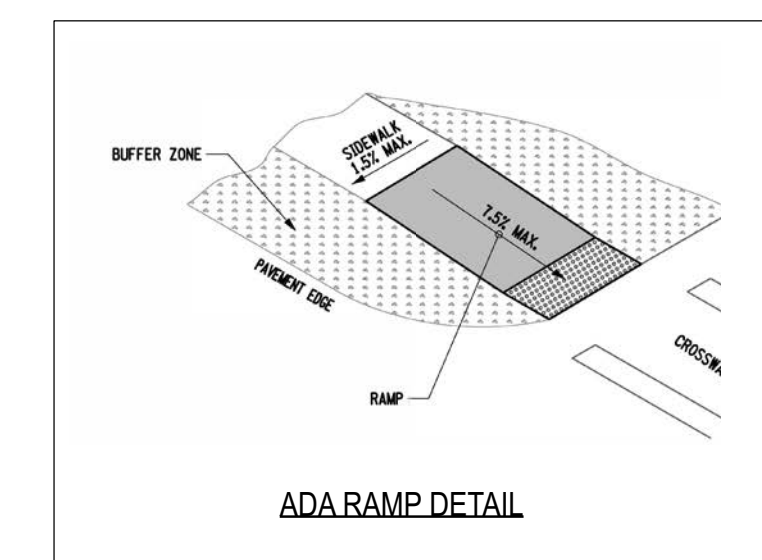 SIDEWALK
1.5% MAX.
BUFFER ZONE
7.5% MAX.
PAVEMENT EDGE
RAMP
ADA RAMP DETAIL